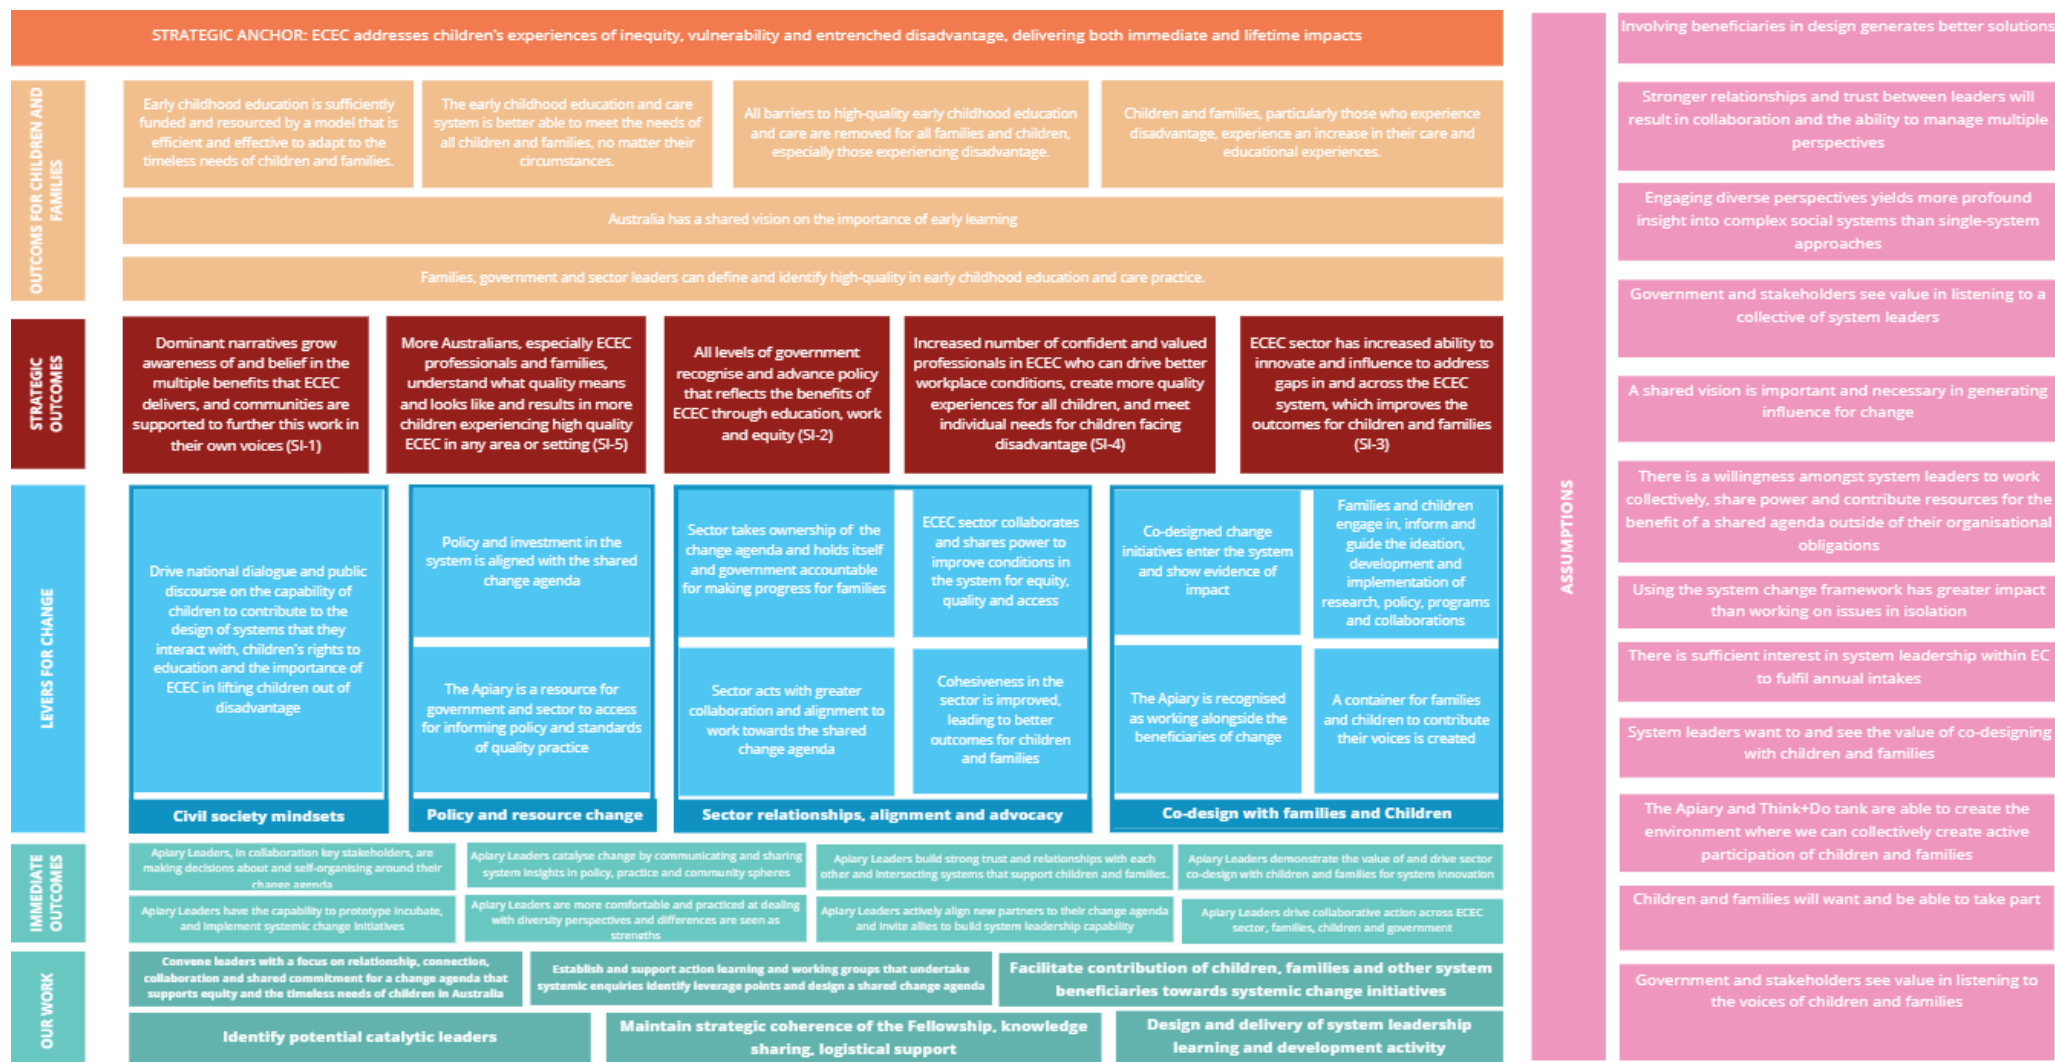 STRATEGIC ANCHOR: ECEC addresses children's experiences of inequity, vulnerability and entrenched disadvantage, delivering both immediate and lifetime impacts
OUTCOMS FOR CHILDREN AND
FAMILIES
Early childhood education is sufficiently
funded and resourced by a model that is
efficient and effective to adapt to the
timeless needs of children and families.
The early childhood education and care
system is better able to meet the needs of
all children and families, no matter their
circumstances.
All barriers to high-quality early childhood education
and care are removed for all families and children,
especially those experiencing disadvantage.
Children and families, particularly those who experience
disadvantage, experience an increase in their care and
educational experiences.
Australia has a shared vision on the importance of early learning
Families, government and sector leaders can define and identify high-quality in early childhood education and care practice.
STRATEGIC
OUTCOMES
Dominant narratives grow
awareness of and belief in the
multiple benefits that ECEC
delivers, and communities are
supported to further this work in
their own voices (SI-1)
More Australians, especially ECEC
professionals and families,
understand what quality means
and looks like and results in more
children experiencing high quality
ECEC in any area or setting (SI-5)
All levels of government
recognise and advance policy
that reflects the benefits of
ECEC through education, work
and equity (SI-2)
Increased number of confident and valued
professionals in ECEC who can drive better
workplace conditions, create more quality
experiences for all children, and meet
individual needs for children facing
disadvantage (SI-4)
ECEC sector has increased ability to
innovate and influence to address
gaps in and across the ECEC
system, which improves the
outcomes for children and families
(SI-3)
LEVERS FOR CHANGE
Drive national dialogue and public
discourse on the capability of
children to contribute to the
design of systems that they
interact with, children's rights to
education and the importance of
ECEC in lifting children out of
disadvantage
Civil society mindsets
Policy and investment in the
system is aligned with the shared
change agenda
The Apiary is a resource for
government and sector to access
for informing policy and standards
of quality practice
Policy and resource change
Sector takes ownership of the
change agenda and holds itself
and government accountable
for making progress for families
ECEC sector collaborates
and shares power to
improve conditions in
the system for equity,
quality and access
Sector acts with greater
collaboration and alignment to
work towards the shared
change agenda
Cohesiveness in the
sector is improved,
leading to better
outcomes for children
and families
Sector relationships, alignment and advocacy
Co-designed change
initiatives enter the system
and show evidence of
impact
Families and children
engage in, inform and
guide the ideation,
development and
implementation of
research, policy, programs
and collaborations
The Apiary is recognised
as working alongside the
beneficiaries of change
A container for families
and children to contribute
their voices is created
Co-design with families and Children
IMMEDIATE
OUTCOMES
Apiary Leaders, in collaboration key stakeholders, are
making decisions about and self-organising around their
change agenda
Apiary Leaders catalyse change by communicating and sharing
system insights in policy, practice and community spheres
Apiary Leaders build strong trust and relationships with each
other and intersecting systems that support children and families.
Apiary Leaders demonstrate the value of and drive sector
co-design with children and families for system innovation
Apiary Leaders have the capability to prototype incubate,
and implement systemic change initiatives
Apiary Leaders are more comfortable and practiced at dealing
with diversity perspectives and differences are seen as
strengths
Apiary Leaders actively align new partners to their change agenda
and invite allies to build system leadership capability
Apiary Leaders drive collaborative action across ECEC
sector, families, children and government
OUR WORK
Convene leaders with a focus on relationship, connection,
collaboration and shared commitment for a change agenda that
supports equity and the timeless needs of children in Australia
Establish and support action learning and working groups that undertake
systemic enquiries identify leverage points and design a shared change agenda
Facilitate contribution of children, families and other system
beneficiaries towards systemic change initiatives
Identify potential catalytic leaders
Maintain strategic coherence of the Fellowship, knowledge
sharing, logistical support
Design and delivery of system leadership
learning and development activity
ASSUMPTIONS
Involving beneficiaries in design generates better solutions
Stronger relationships and trust between leaders will
result in collaboration and the ability to manage multiple
perspectives
Engaging diverse perspectives yields more profound
insight into complex social systems than single-system
approaches
Government and stakeholders see value in listening to a
collective of system leaders
A shared vision is important and necessary in generating
influence for change
There is a willingness amongst system leaders to work
collectively, share power and contribute resources for the
benefit of a shared agenda outside of their organisational
obligations
Using the system change framework has greater impact
than working on issues in isolation
There is sufficient interest in system leadership within EC
to fulfil annual intakes
System leaders want to and see the value of co-designing
with children and families
The Apiary and Think+Do tank are able to create the
environment where we can collectively create active
participation of children and families
Children and families will want and be able to take part
Government and stakeholders see value in listening to
the voices of children and families